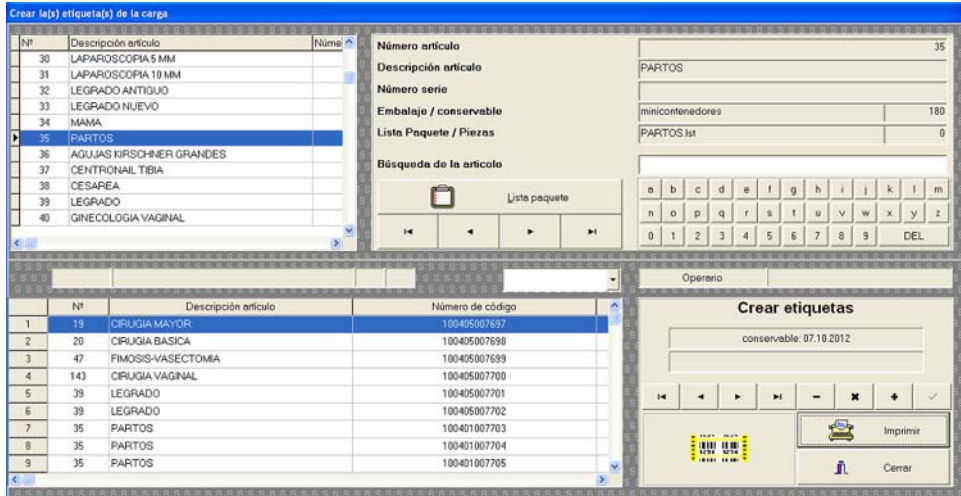 Crear la(s) etiqueta(s) de la carga
Nº Descripción artículo Núme
30 LAPAROSCOPIA 5 MM
31 LAPAROSCOPIA 10 MM
32 LEGRADO ANTIGUO
33 LEGRADO NUEVO
34 MAMA
35 PARTOS
36 AGUJAS KIRSCHNER GRANDES
37 CENTRONAIL TIBIA
38 CESAREA
39 LEGRADO
40 GINECOLOGIA VAGINAL
Número artículo 35
Descripción artículo PARTOS
Número serie
Embalaje / conservable minicontenedores 180
Lista Paquete / Piezas PARTOS.lst 0
Búsqueda de la artícolo
Lista paquete
a b c d e f g h i j k l m
n o p q r s t u v w x y z
0 1 2 3 4 5 6 7 8 9 DEL
Operario
Nº Descripción artículo Número de código
1 19 CIRUGIA MAYOR 100405007697
2 20 CIRUGIA BASICA 100405007698
3 47 FIMOSIS-VASECTOMIA 100405007699
4 143 CIRUGIA VAGINAL 100405007700
5 39 LEGRADO 100405007701
6 39 LEGRADO 100405007702
7 35 PARTOS 100401007703
8 35 PARTOS 100401007704
9 35 PARTOS 100401007705
Crear etiquetas
conservable: 07.10.2012
Imprimir
Cerrar